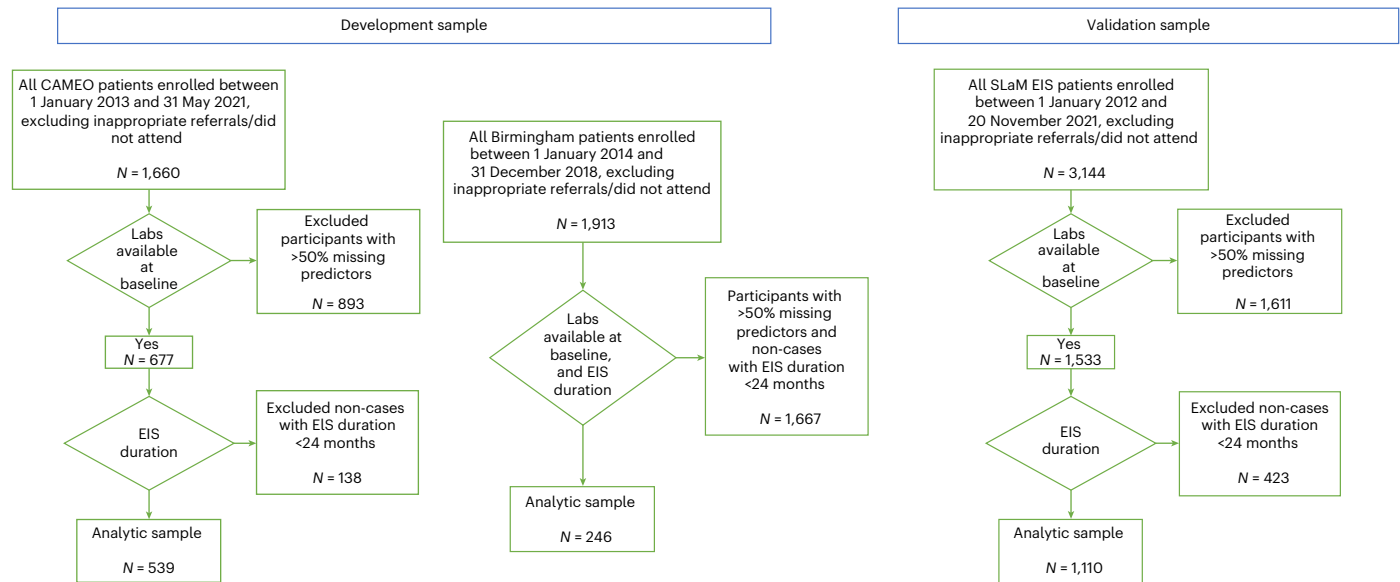 Development sample
All CAMEO patients enrolled between
1 January 2013 and 31 May 2021,
excluding inappropriate referrals/did
not attend
N = 1,660
Labs
available
at
baseline
Excluded
participants with
>50% missing
predictors
N = 893
Yes
N = 677
EIS
duration
Excluded non-cases
with EIS duration
<24 months
N = 138
Analytic sample
N = 539
All Birmingham patients enrolled
between 1 January 2014 and
31 December 2018, excluding
inappropriate referrals/did not attend
N = 1,913
Labs
available at
baseline,
and EIS
duration
Participants with
>50% missing
predictors and
non-cases
with EIS duration
<24 months
N = 1,667
Analytic sample
N = 246
Validation sample
All SLaM EIS patients enrolled
between 1 January 2012 and
20 November 2021, excluding
inappropriate referrals/did not attend
N = 3,144
Labs
available
at
baseline
Excluded
participants with
>50% missing
predictors
N = 1,611
Yes
N = 1,533
EIS
duration
Excluded non-cases
with EIS duration
<24 months
N = 423
Analytic sample
N = 1,110